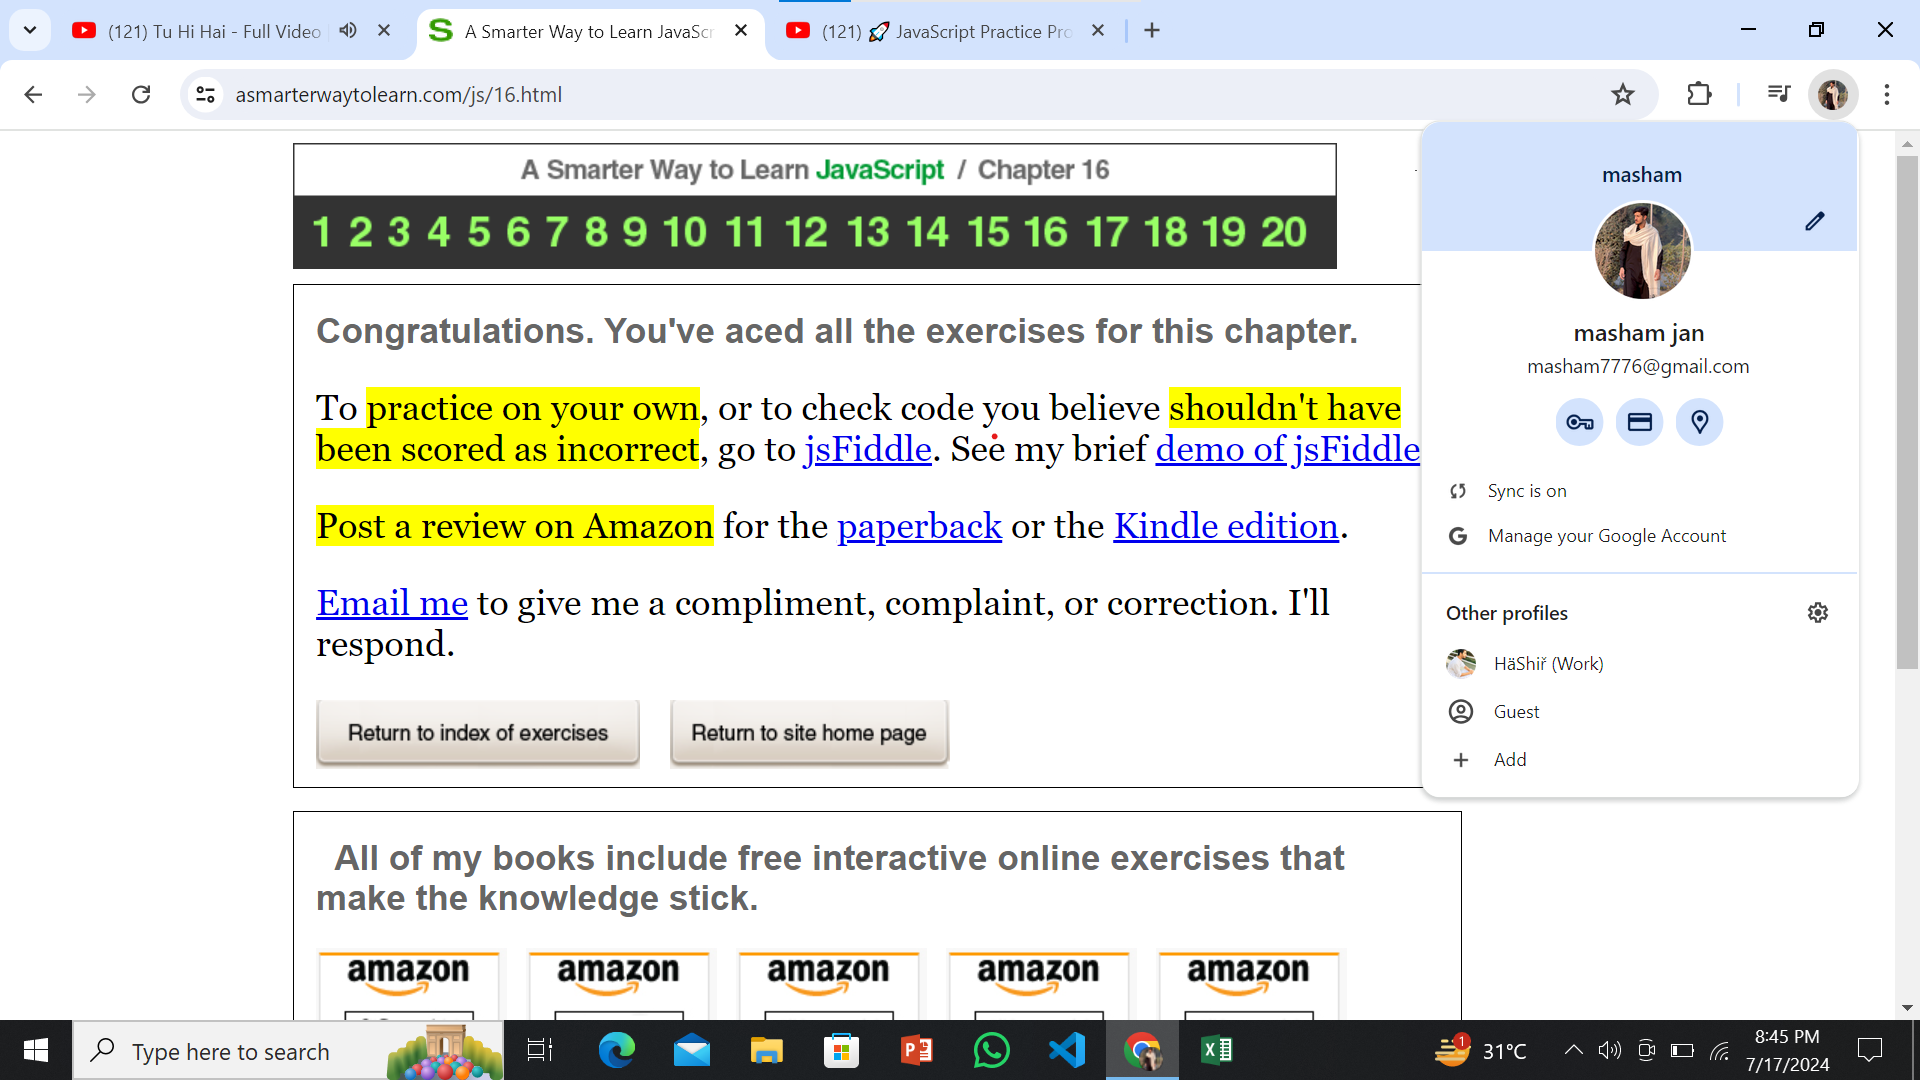 (121) Tu Hi Hai - Full Video
A Smarter Way to Learn JavaScr
(121) 🚀 JavaScript Practice Pro
asmarterwaytolearn.com/js/16.html
A Smarter Way to Learn JavaScript / Chapter 16
1 2 3 4 5 6 7 8 9 10 11 12 13 14 15 16 17 18 19 20
Congratulations. You've aced all the exercises for this chapter.
To practice on your own, or to check code you believe shouldn't have
been scored as incorrect, go to jsFiddle. See my brief demo of jsFiddle
Post a review on Amazon for the paperback or the Kindle edition.
Email me to give me a compliment, complaint, or correction. I'll
respond.
Return to index of exercises
Return to site home page
All of my books include free interactive online exercises that
make the knowledge stick.
amazon amazon amazon amazon amazon
masham
masham jan
masham7776@gmail.com
Sync is on
Manage your Google Account
Other profiles
HäShiř (Work)
Guest
Add
Type here to search
1
31°C
8:45 PM
7/17/2024